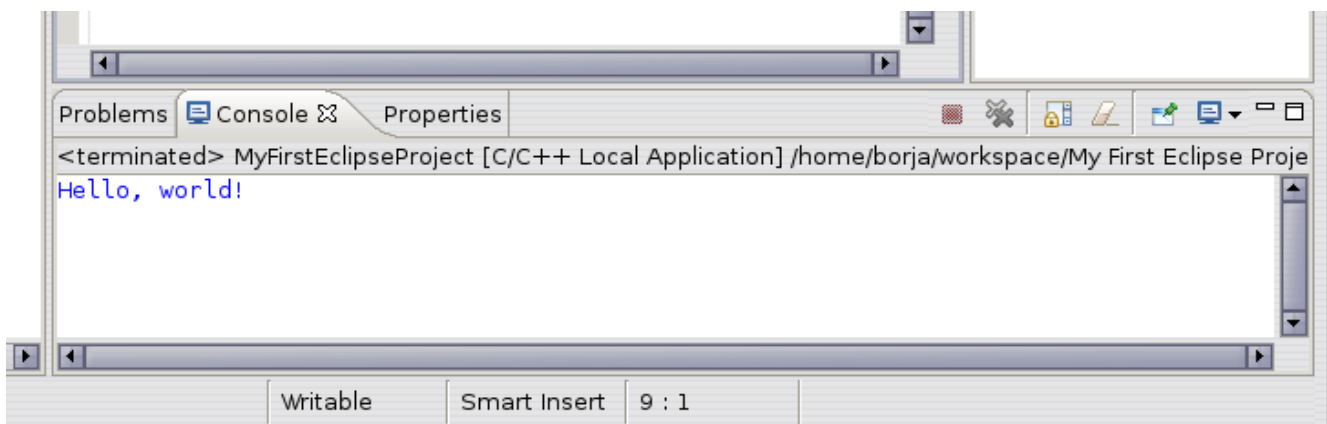 Problems Console Properties
<terminated> MyFirstEclipseProject [C/C++ Local Application] /home/borja/workspace/My First Eclipse Proje
Hello, world!
Writable Smart Insert 9 : 1